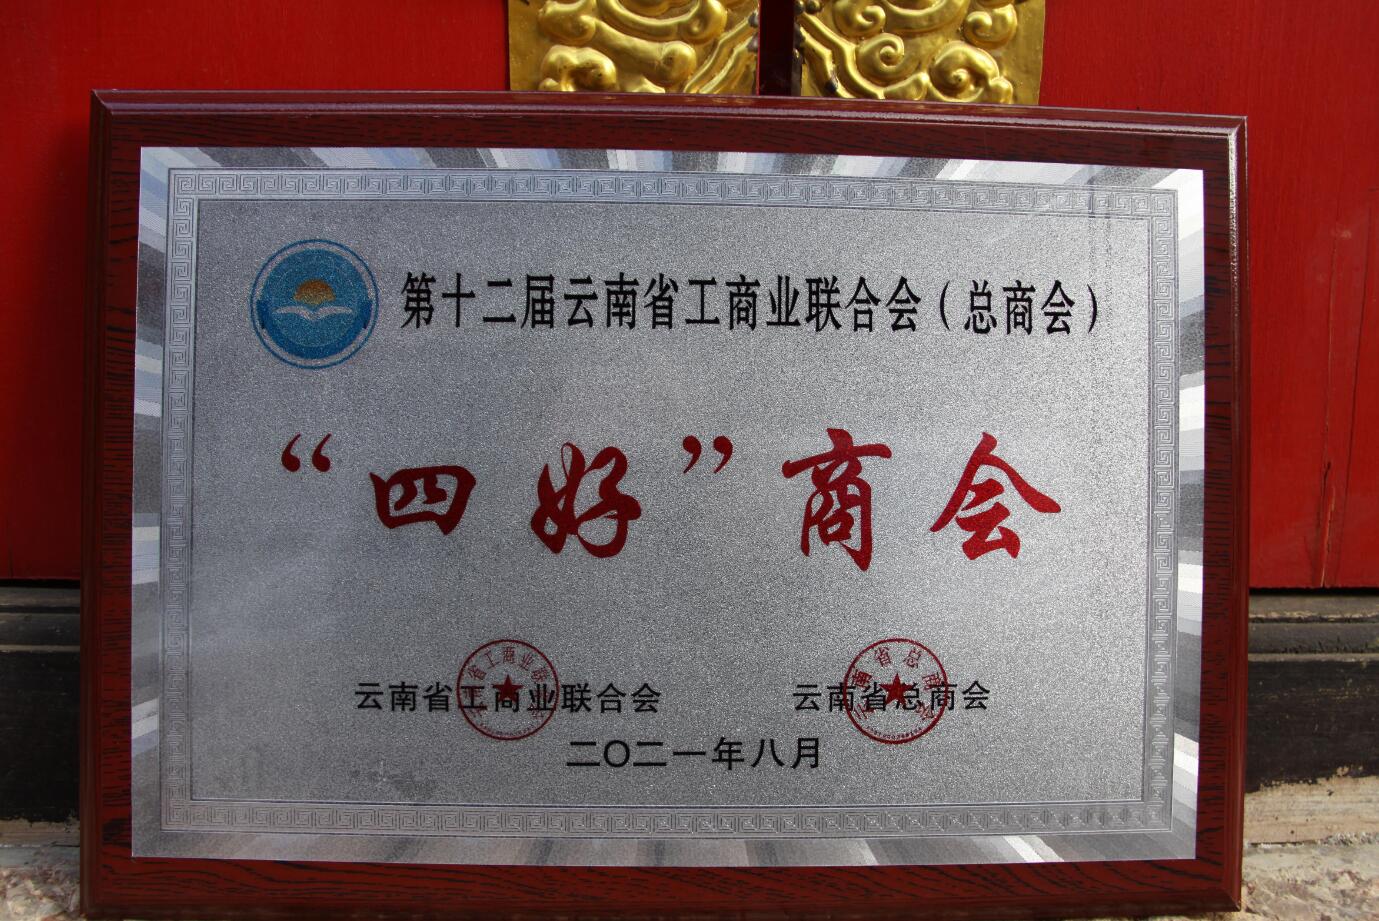 第十二届云南省工商业联合会（总商会）
“四好”商会
云南省工商业联合会 云南省总商会
二〇二一年八月